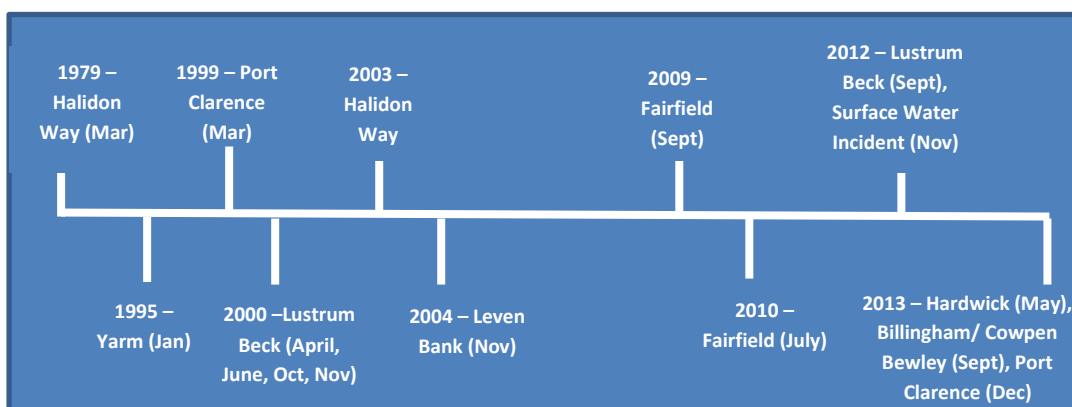 1979 –
Halidon
Way (Mar)
1999 – Port
Clarence
(Mar)
2003 –
Halidon
Way
2009 –
Fairfield
(Sept)
2012 – Lustrum
Beck (Sept),
Surface Water
Incident (Nov)
1995 –
Yarm (Jan)
2000 –Lustrum
Beck (April,
June, Oct, Nov)
2004 – Leven
Bank (Nov)
2010 –
Fairfield (July)
2013 – Hardwick (May),
Billingham/ Cowpen
Bewley (Sept), Port
Clarence (Dec)